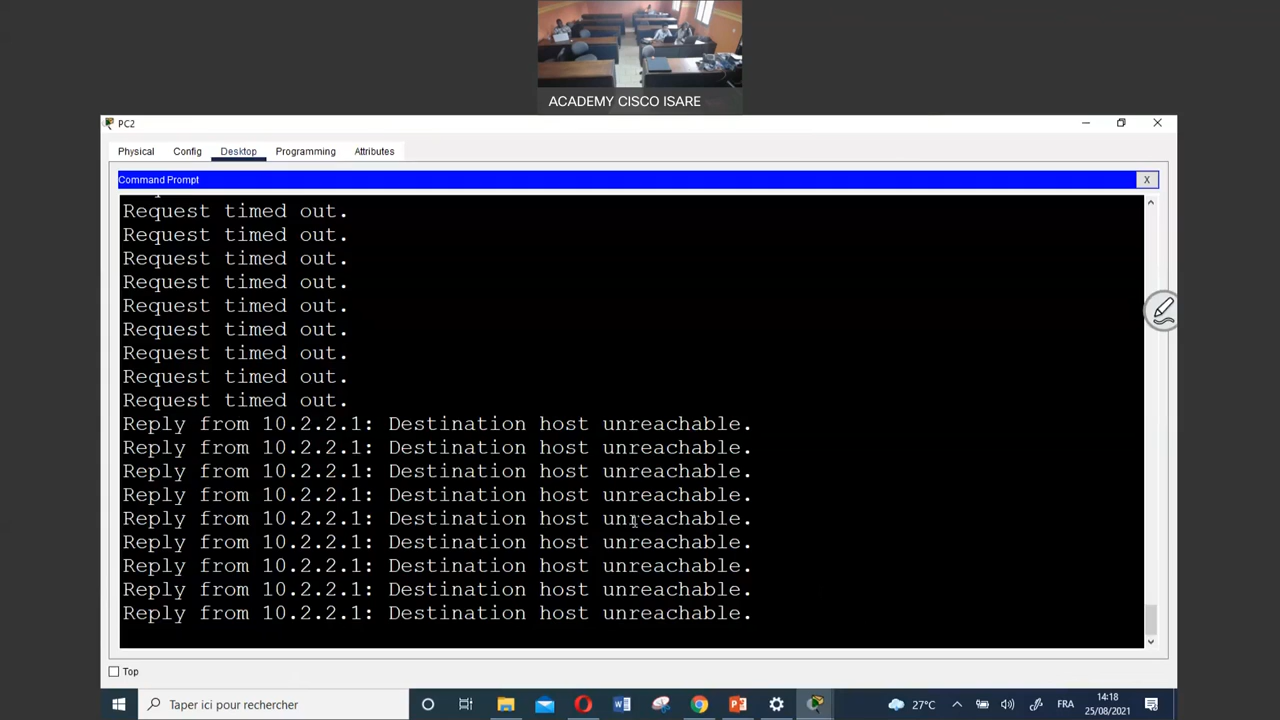 ACADEMY CISCO ISARE
PC2
Physical Config Desktop Programming Attributes
Command Prompt X
Request timed out.
Request timed out.
Request timed out.
Request timed out.
Request timed out.
Request timed out.
Request timed out.
Request timed out.
Request timed out.
Reply from 10.2.2.1: Destination host unreachable.
Reply from 10.2.2.1: Destination host unreachable.
Reply from 10.2.2.1: Destination host unreachable.
Reply from 10.2.2.1: Destination host unreachable.
Reply from 10.2.2.1: Destination host unreachable.
Reply from 10.2.2.1: Destination host unreachable.
Reply from 10.2.2.1: Destination host unreachable.
Reply from 10.2.2.1: Destination host unreachable.
Reply from 10.2.2.1: Destination host unreachable.
Top
Taper ici pour rechercher 27°C FRA 14:18
25/08/2021